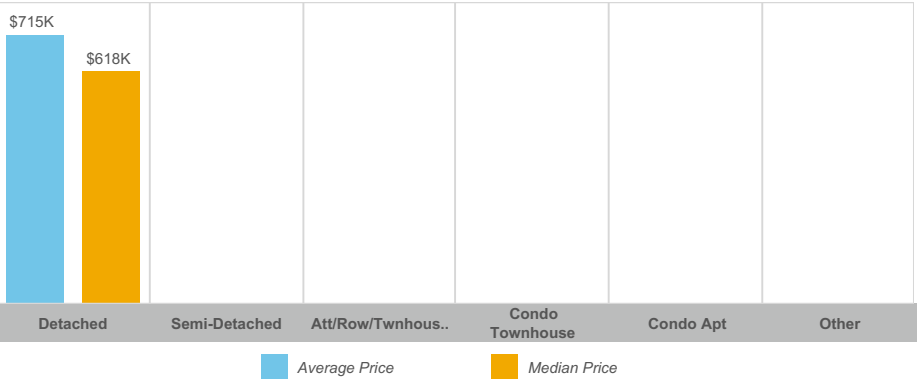 $715K
$618K
Detached
Semi-Detached
Att/Row/Twnhous..
Condo
Townhouse
Condo Apt
Other
Average Price
Median Price